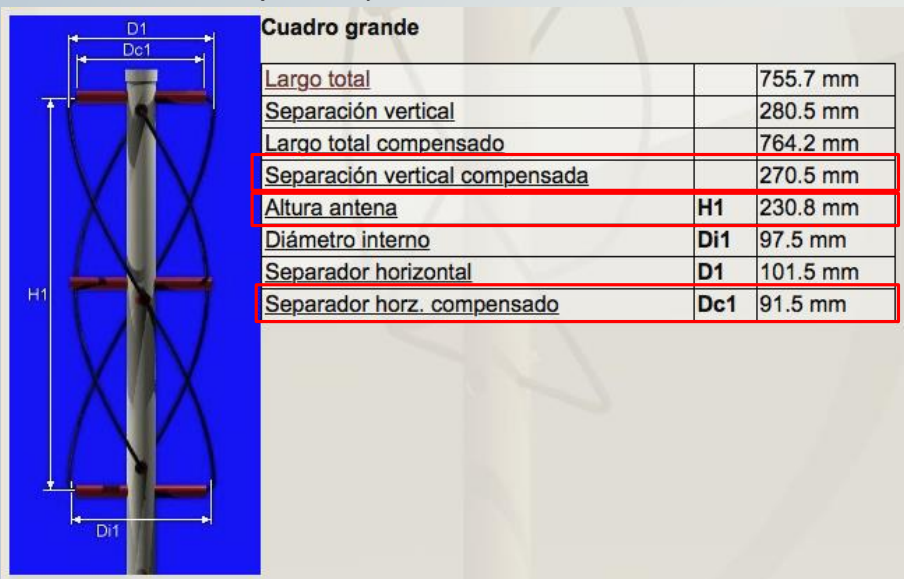 Cuadro grande
D1
Dc1
H1
Di1
Largo total 755.7 mm
Separación vertical 280.5 mm
Largo total compensado 764.2 mm
Separación vertical compensada 270.5 mm
Altura antena H1 230.8 mm
Diámetro interno Di1 97.5 mm
Separador horizontal D1 101.5 mm
Separador horz. compensado Dc1 91.5 mm